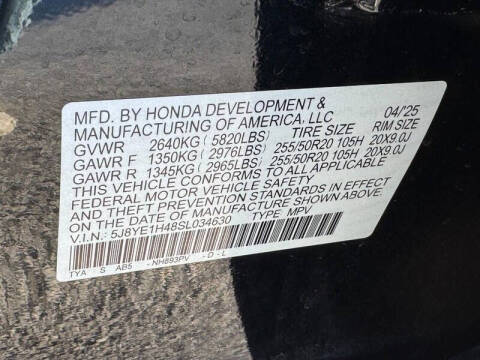 MFD. BY HONDA DEVELOPMENT &
MANUFACTURING OF AMERICA, LLC 04/'25
GVWR 2640KG (5820LBS) TIRE SIZE RIM SIZE
GAWR F 1350KG (2976LBS) 255/50R20 105H 20X9.0J
GAWR R 1345KG (2965LBS) 255/50R20 105H 20X9.0J
THIS VEHICLE CONFORMS TO ALL APPLICABLE
FEDERAL MOTOR VEHICLE SAFETY
AND THEFT PREVENTION STANDARDS IN EFFECT
ON THE DATE OF MANUFACTURE SHOWN ABOVE.
V.I.N.: 5J8YE1H48SL034630 TYPE: MPV
TYA S AB5 -NH893PV -D-L